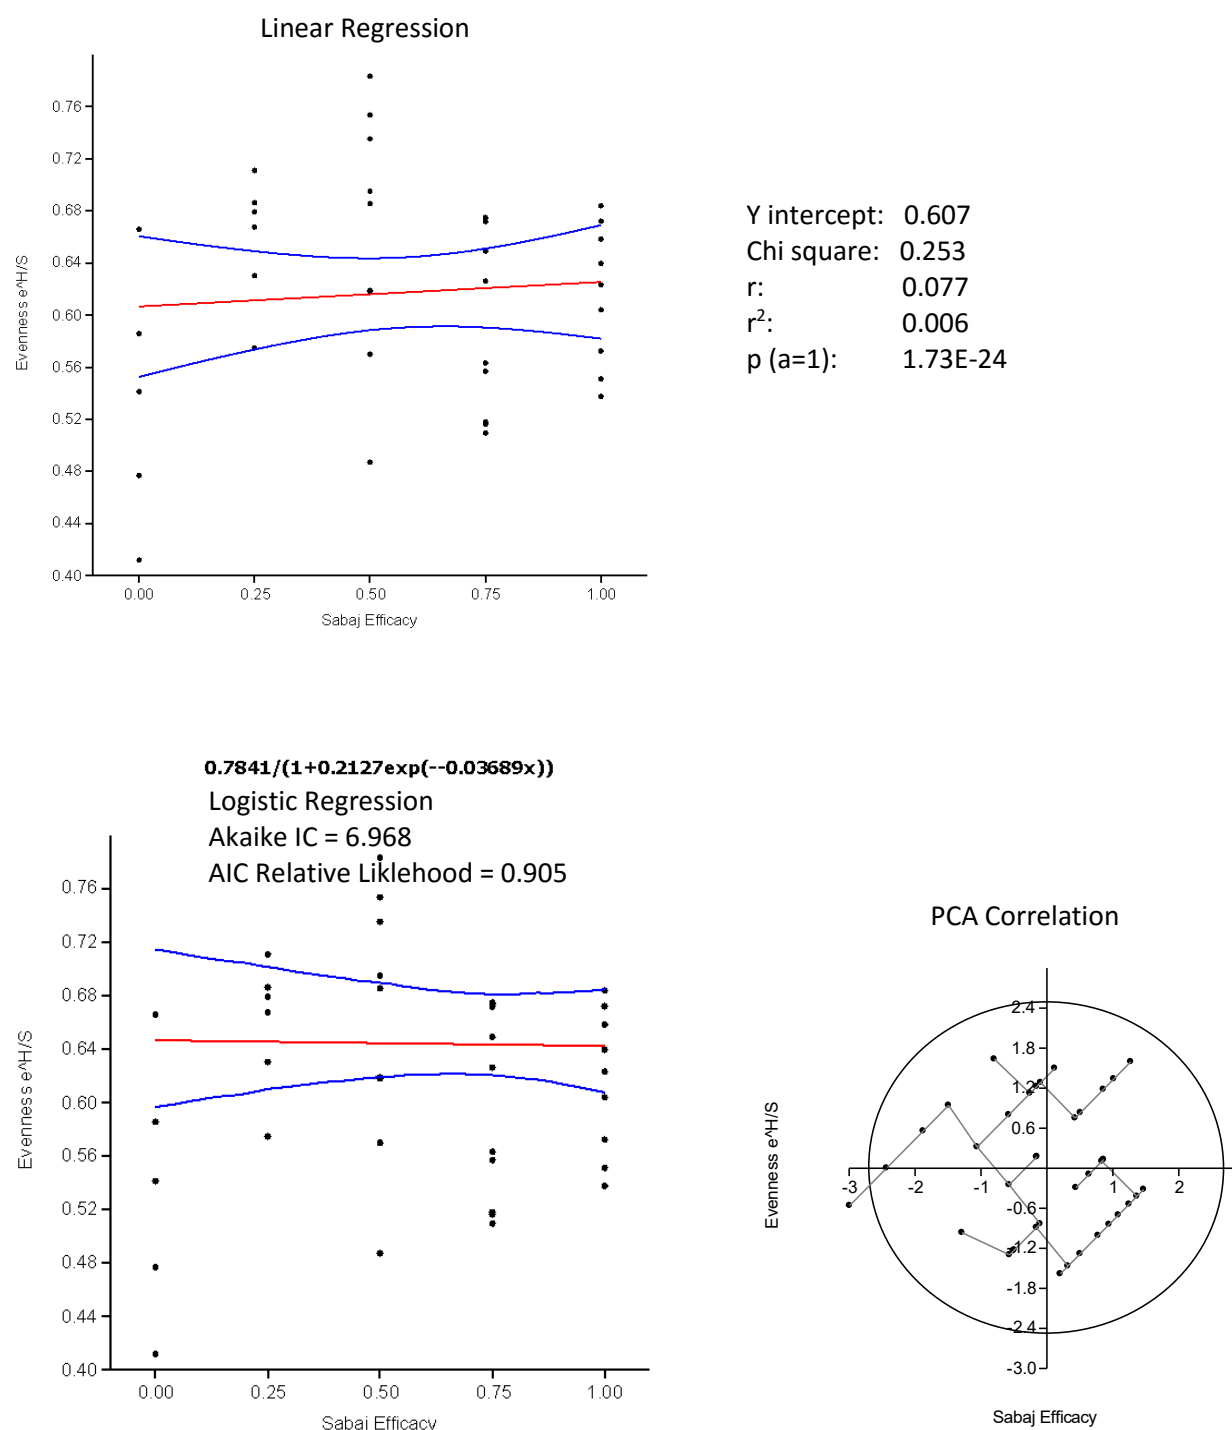 Linear Regression
0.76
0.72
0.68
0.64
0.60
0.56
0.52
0.48
0.44
0.40
Evenness e^H/S
0.00 0.25 0.50 0.75 1.00
Sabaj Efficacy
Y intercept: 0.607
Chi square: 0.253
r: 0.077
r²: 0.006
p (a=1): 1.73E-24
0.7841/(1+0.2127exp(--0.03689x))
Logistic Regression
Akaike IC = 6.968
AIC Relative Liklehood = 0.905
0.76
0.72
0.68
0.64
0.60
0.56
0.52
0.48
0.44
0.40
Evenness e^H/S
0.00 0.25 0.50 0.75 1.00
Sabaj Efficacy
PCA Correlation
2.4
1.8
1.2
0.6
-3 -2 -1 1 2
-0.6
-1.2
-1.8
-2.4
-3.0
Evenness e^H/S
Sabaj Efficacy